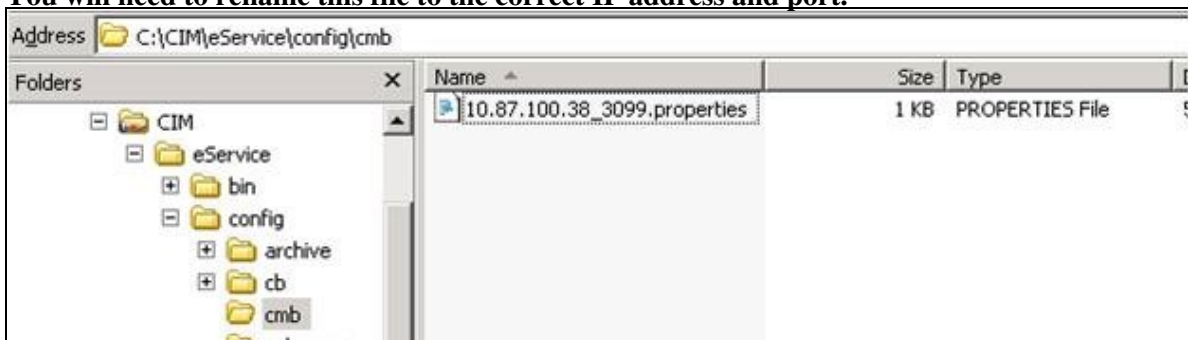 You will need to rename this file to the correct IP address and port.
Address C:\CIM\eService\config\cmb
Folders x Name Size Type
10.87.100.38_3099.properties 1 KB PROPERTIES File
CIM
eService
bin
config
archive
cb
cmb